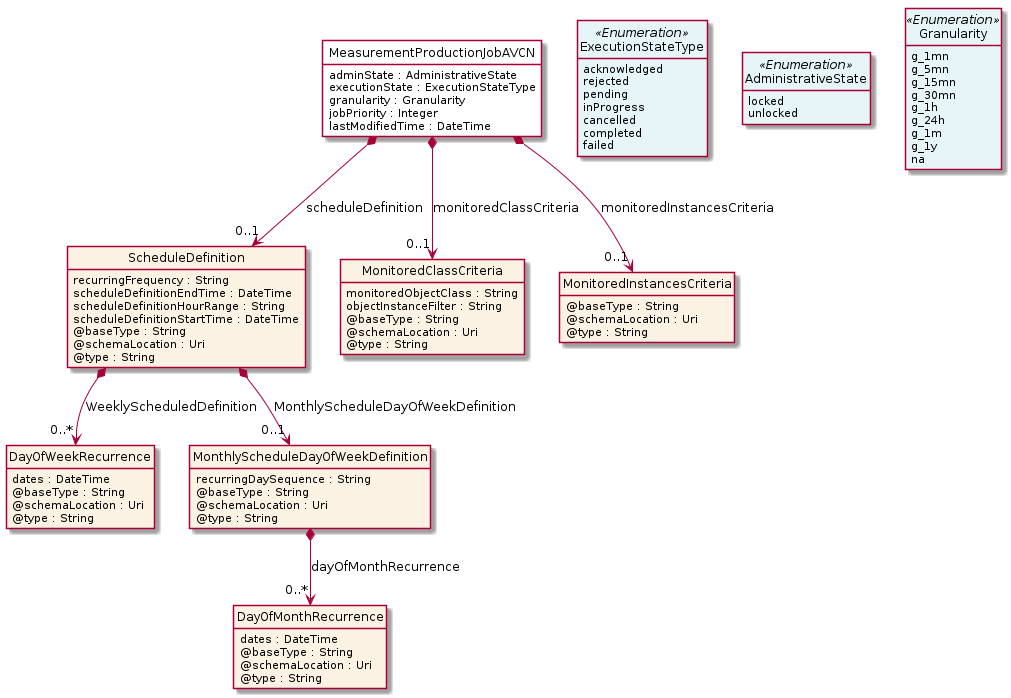 MeasurementProductionJobAVCN
adminState : AdministrativeState
executionState : ExecutionStateType
granularity : Granularity
jobPriority : Integer
lastModifiedTime : DateTime
«Enumeration»
ExecutionStateType
acknowledged
rejected
pending
inProgress
cancelled
completed
failed
«Enumeration»
AdministrativeState
locked
unlocked
«Enumeration»
Granularity
g_1mn
g_5mn
g_15mn
g_30mn
g_1h
g_24h
g_1m
g_1y
na
scheduleDefinition
monitoredClassCriteria
monitoredInstancesCriteria
0..1
0..1
0..1
ScheduleDefinition
recurringFrequency : String
scheduleDefinitionEndTime : DateTime
scheduleDefinitionHourRange : String
scheduleDefinitionStartTime : DateTime
@baseType : String
@schemaLocation : Uri
@type : String
MonitoredClassCriteria
monitoredObjectClass : String
objectInstanceFilter : String
@baseType : String
@schemaLocation : Uri
@type : String
MonitoredInstancesCriteria
@baseType : String
@schemaLocation : Uri
@type : String
WeeklyScheduledDefinition
MonthlyScheduleDayOfWeekDefinition
0..*
0..1
DayOfWeekRecurrence
dates : DateTime
@baseType : String
@schemaLocation : Uri
@type : String
MonthlyScheduleDayOfWeekDefinition
recurringDaySequence : String
@baseType : String
@schemaLocation : Uri
@type : String
dayOfMonthRecurrence
0..*
DayOfMonthRecurrence
dates : DateTime
@baseType : String
@schemaLocation : Uri
@type : String